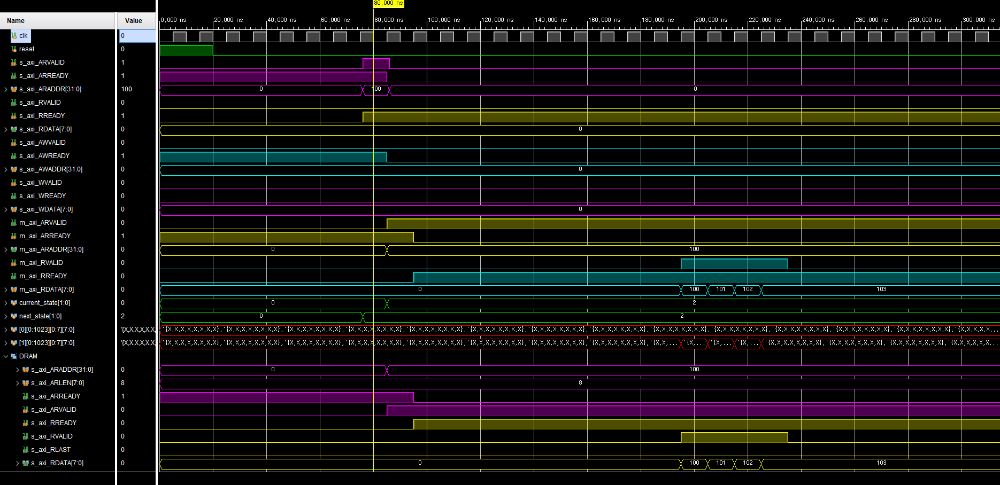 80,000 ns
Name Value
0,000 ns 20,000 ns 40,000 ns 60,000 ns 80,000 ns 100,000 ns 120,000 ns 140,000 ns 160,000 ns 180,000 ns 200,000 ns 220,000 ns 240,000 ns 260,000 ns 280,000 ns 300,000 ns
clk 0
reset 0
s_axi_ARVALID 1
s_axi_ARREADY 1
s_axi_ARADDR[31:0] 100 0 100 0
s_axi_RVALID 0
s_axi_RREADY 1
s_axi_RDATA[7:0] 0 0
s_axi_AWVALID 0
s_axi_AWREADY 1
s_axi_AWADDR[31:0] 0 0
s_axi_WVALID 0
s_axi_WREADY 0
s_axi_WDATA[7:0] 0 0
m_axi_ARVALID 0
m_axi_ARREADY 1
m_axi_ARADDR[31:0] 0 0 100
m_axi_RVALID 0
m_axi_RREADY 0
m_axi_RDATA[7:0] 0 0 100 101 102 103
current_state[1:0] 0 0 2
next_state[1:0] 2 0 2
[0][0:1023][0:7][7:0] '{X,X,X,X,X, '{X,X,X,X,X},'{X,X,X,X,X},'{X,X,X,X,X},'{X,X,X,X,X},'{X,X,X,X,X},'{X,X,X,X,X},'{X,X,X,X,X},'{X,X,X,X,X},'{X,X,X,X,X},'{X,X,X,X,X},'{X,X,X,X,X},'{X,X,X,X,X},'{X,X,X,X,X},'{X,X,X...
[1][0:1023][0:7][7:0] '{X,X,X,X,X, '{X,X,X,X,X},'{X,X,X,X,X},'{X,X,X,X,X},'{X,X,X,X,X},'{X,X,X,X,X},'{X,X,X,X,X},'{X,X,X,X,X},'{X,X,X,X,X},'{X,X... '{X... '{X... '{X... '{X,X,X,X,X},'{X,X,X,X,X},'{X,X,X,X,X},'{X,X,X...
DRAM
s_axi_ARADDR[31:0] 0 0 100
s_axi_ARLEN[7:0] 8 8
s_axi_ARREADY 1
s_axi_ARVALID 0
s_axi_RREADY 0
s_axi_RVALID 0
s_axi_RLAST 0
s_axi_RDATA[7:0] 0 0 100 101 102 103